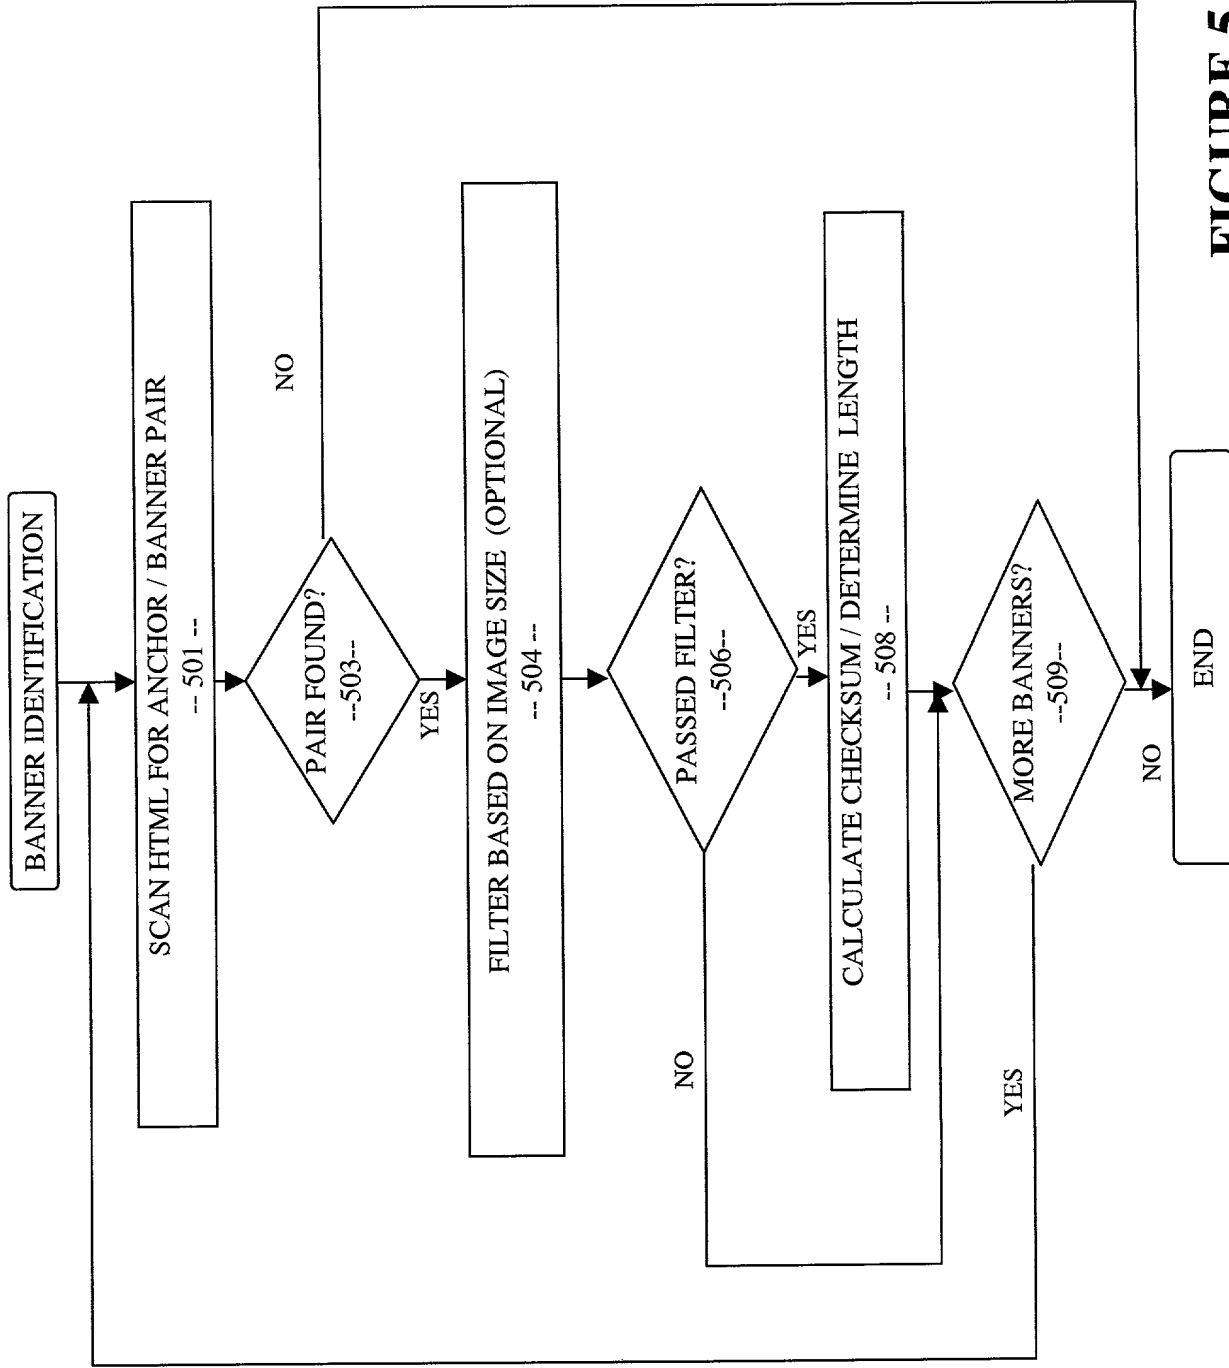 BANNER IDENTIFICATION
SCAN HTML FOR ANCHOR / BANNER PAIR
-- 501 --
PAIR FOUND?
--503--
NO
YES
FILTER BASED ON IMAGE SIZE (OPTIONAL)
-- 504 --
PASSED FILTER?
--506--
NO
YES
CALCULATE CHECKSUM / DETERMINE LENGTH
-- 508 --
MORE BANNERS?
--509--
YES
NO
END
FIGURE 5